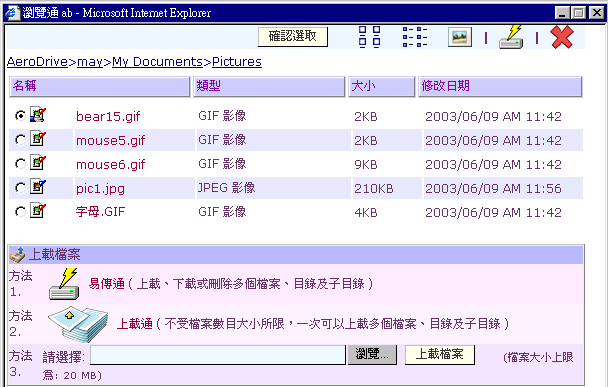 瀏覽通 ab - Microsoft Internet Explorer
確認選取
AeroDrive>may>My Documents>Pictures
名稱 類型 大小 修改日期
bear15.gif GIF 影像 2KB 2003/06/09 AM 11:42
mouse5.gif GIF 影像 2KB 2003/06/09 AM 11:42
mouse6.gif GIF 影像 9KB 2003/06/09 AM 11:42
pic1.jpg JPEG 影像 210KB 2003/06/09 AM 11:56
字母.GIF GIF 影像 4KB 2003/06/09 AM 11:42
上載檔案
方法 1. 易傳通 ( 上載、下載或刪除多個檔案、目錄及子目錄 )
方法 2. 上載通 ( 不受檔案數目大小所限，一次可以上載多個檔案、目錄及子目錄 )
方法 3. 請選擇: 瀏覽... 上載檔案 (檔案大小上限
為: 20 MB)